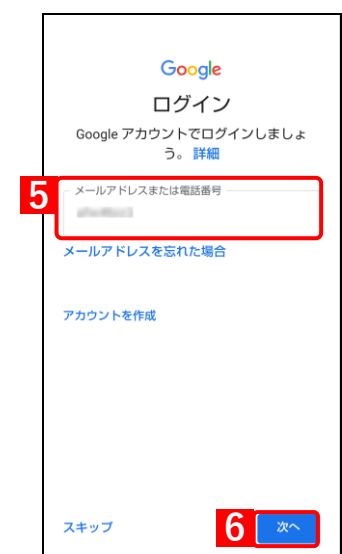 Google
ログイン
Google アカウントでログインしましょ
う。 詳細
5
メールアドレスまたは電話番号
メールアドレスを忘れた場合
アカウントを作成
スキップ
6
次へ